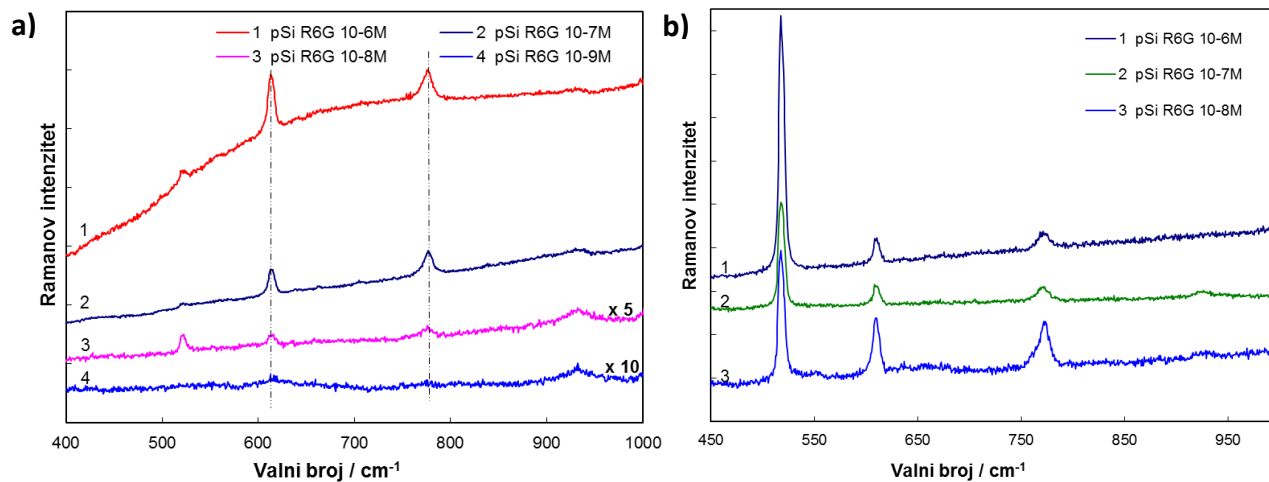 a)
1 pSi R6G 10-6M
2 pSi R6G 10-7M
3 pSi R6G 10-8M
4 pSi R6G 10-9M
Ramanov intenzitet
1
2
3
4
x 5
x 10
400 500 600 700 800 900 1000
Valni broj / cm⁻¹
b)
1 pSi R6G 10-6M
2 pSi R6G 10-7M
3 pSi R6G 10-8M
Ramanov intenzitet
1
2
3
450 550 650 750 850 950
Valni broj / cm⁻¹